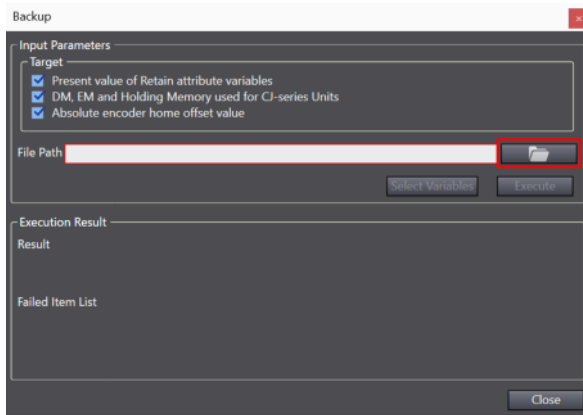 Backup
Input Parameters
Target
Present value of Retain attribute variables
DM, EM and Holding Memory used for CJ-series Units
Absolute encoder home offset value
File Path
Select Variables
Execute
Execution Result
Result
Failed Item List
Close